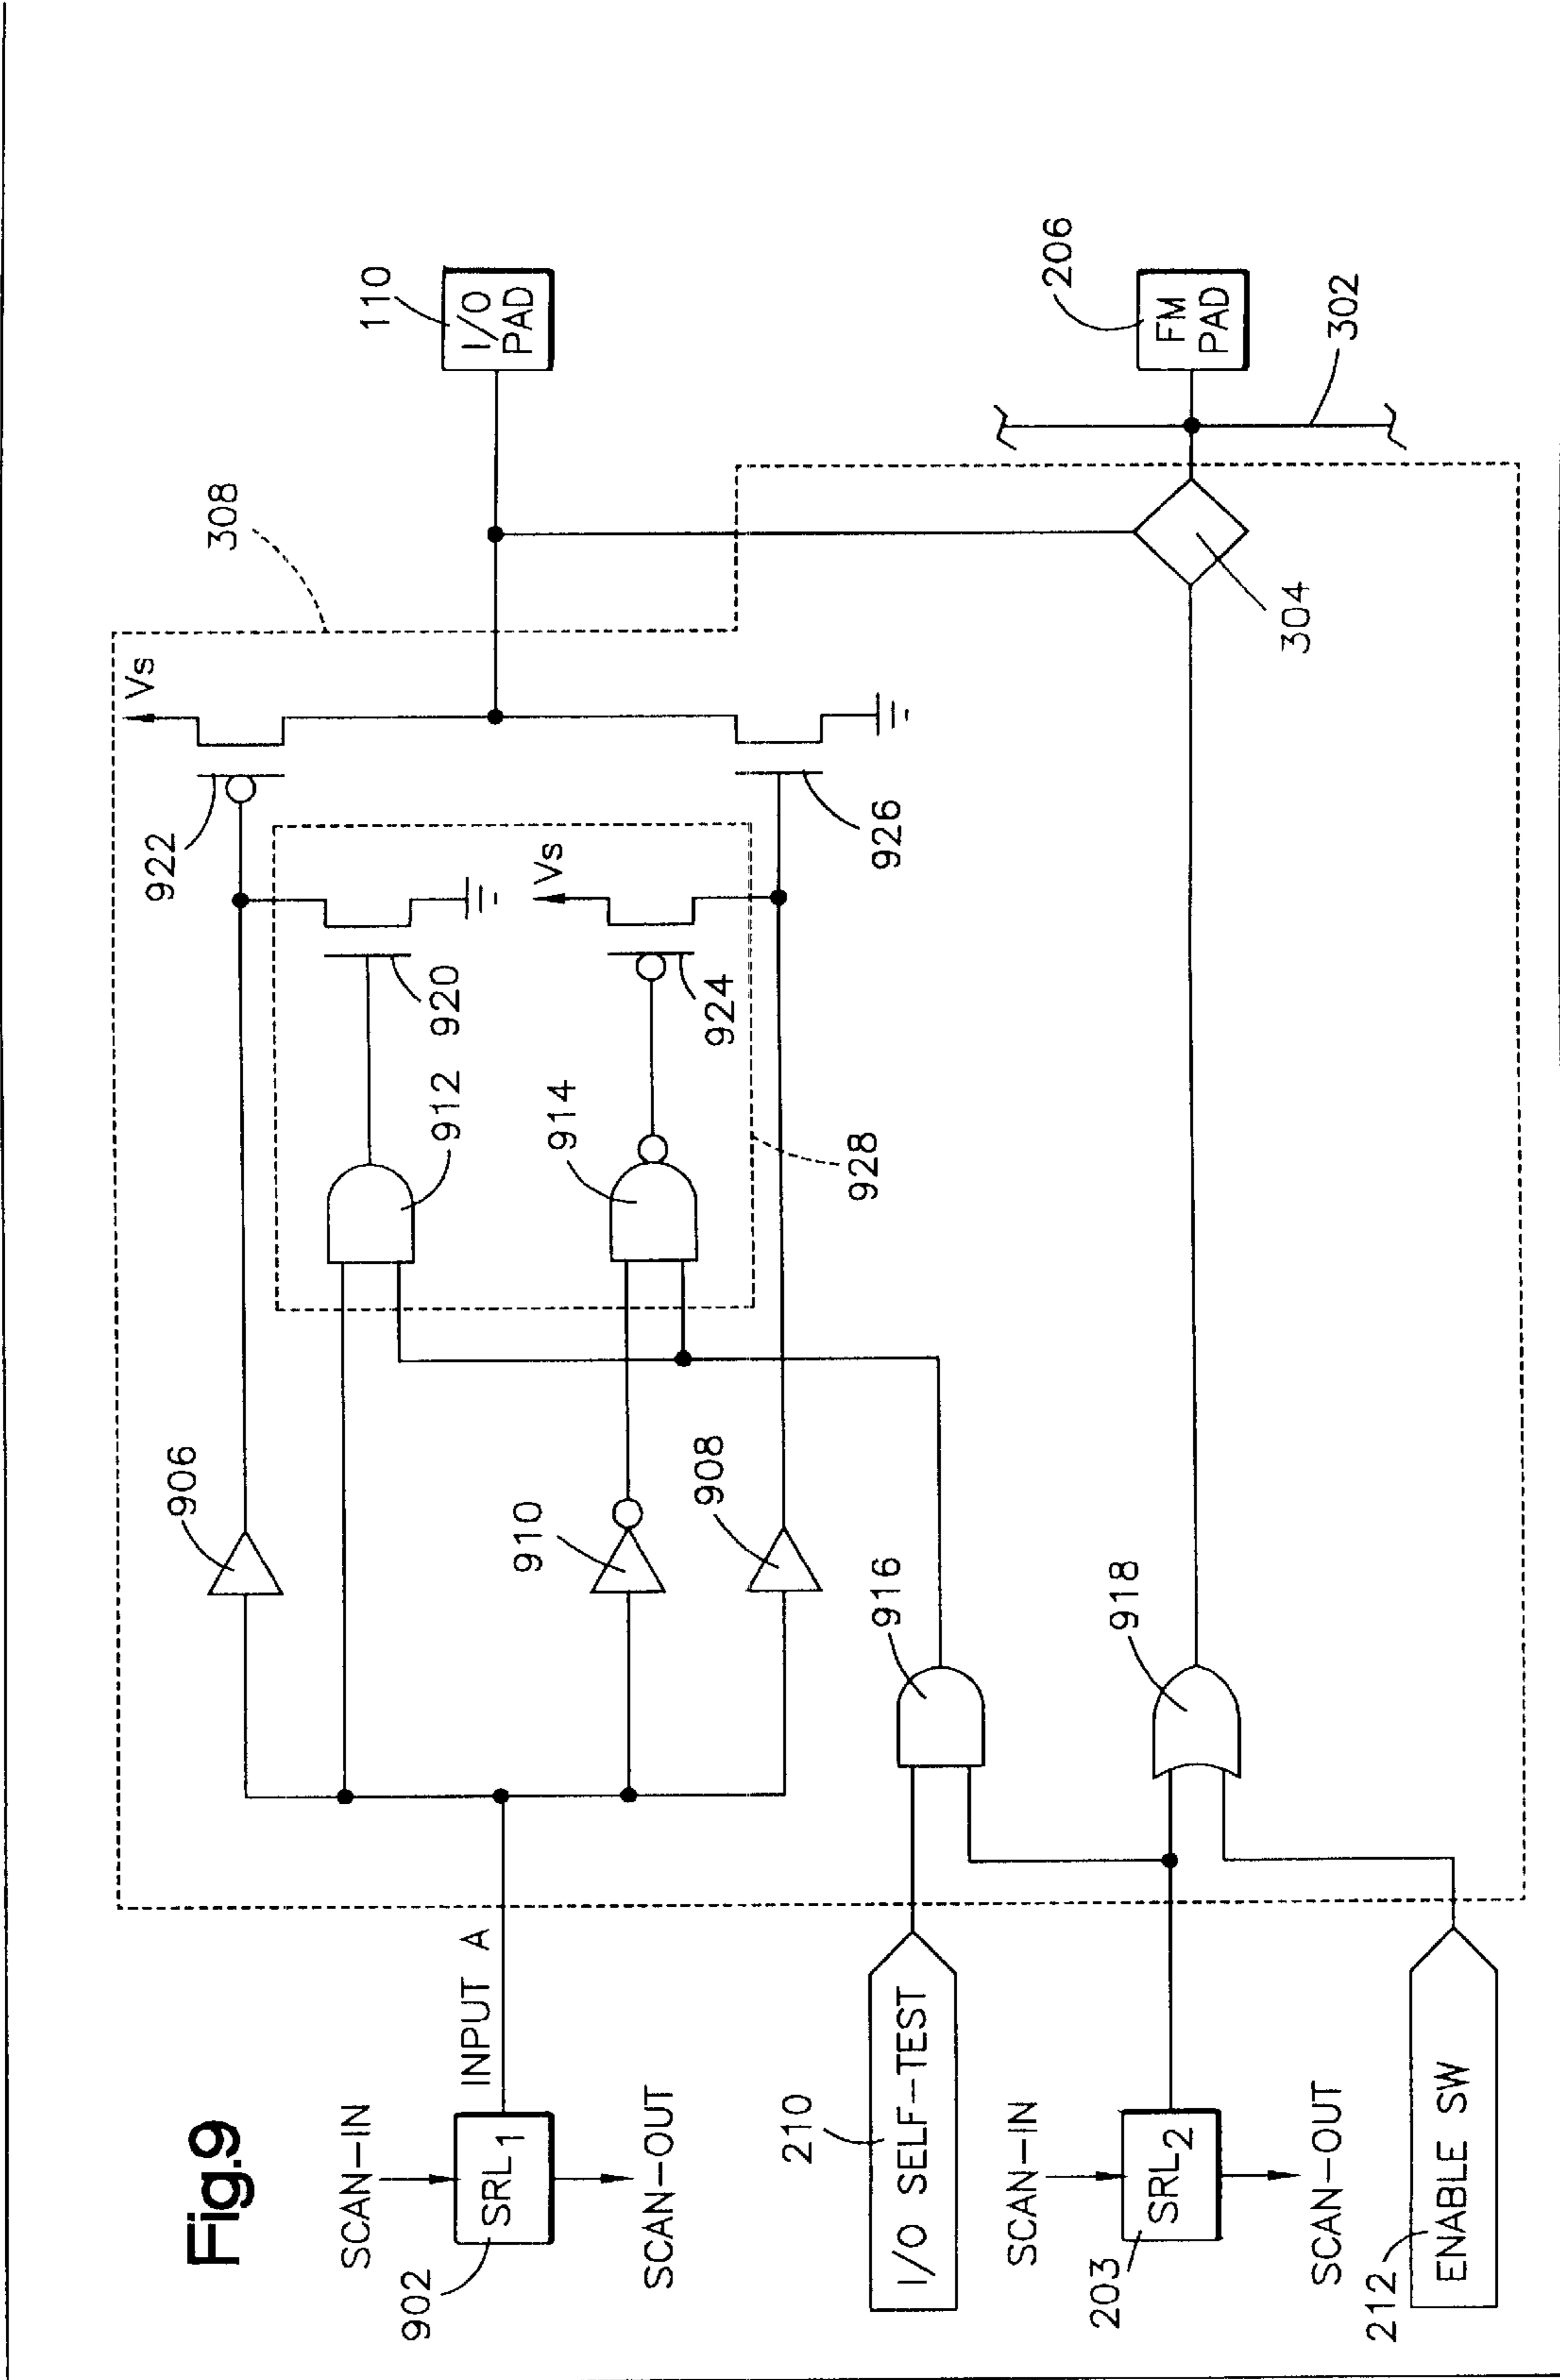 Fig.9
308
Vs
922
906
110
I/O
PAD
920
912
Vs
924
914
926
928
910
908
SCAN-IN
INPUT A
SRL1
902
SCAN-OUT
916
206
FM
PAD
302
304
210
I/O SELF-TEST
918
SCAN-IN
SRL2
203
SCAN-OUT
212
ENABLE SW